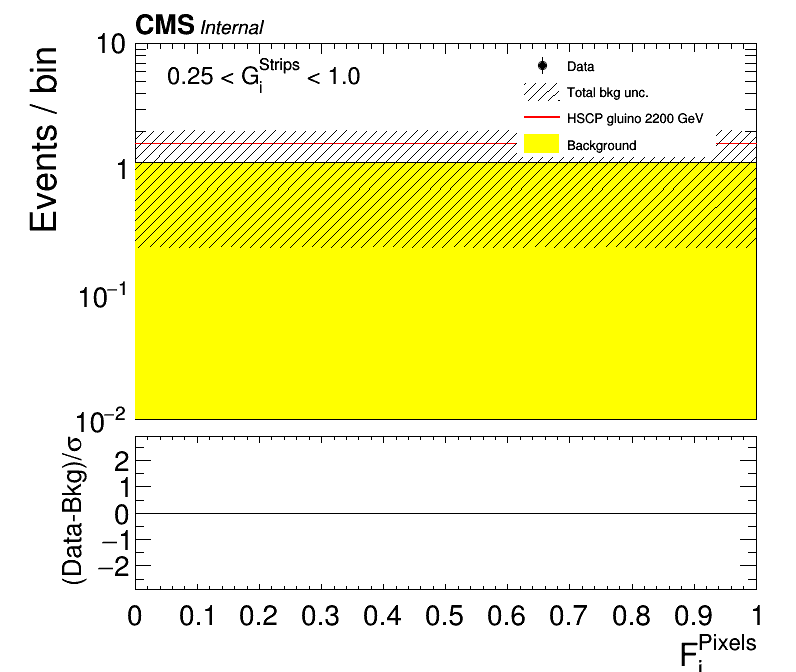 CMS Internal
Events / bin
10
1
10⁻¹
10⁻²
0.25 < G_i^Strips < 1.0
Data
Total bkg unc.
HSCP gluino 2200 GeV
Background
(Data-Bkg)/σ
2
1
0
−1
−2
0 0.1 0.2 0.3 0.4 0.5 0.6 0.7 0.8 0.9 1
F_i^Pixels